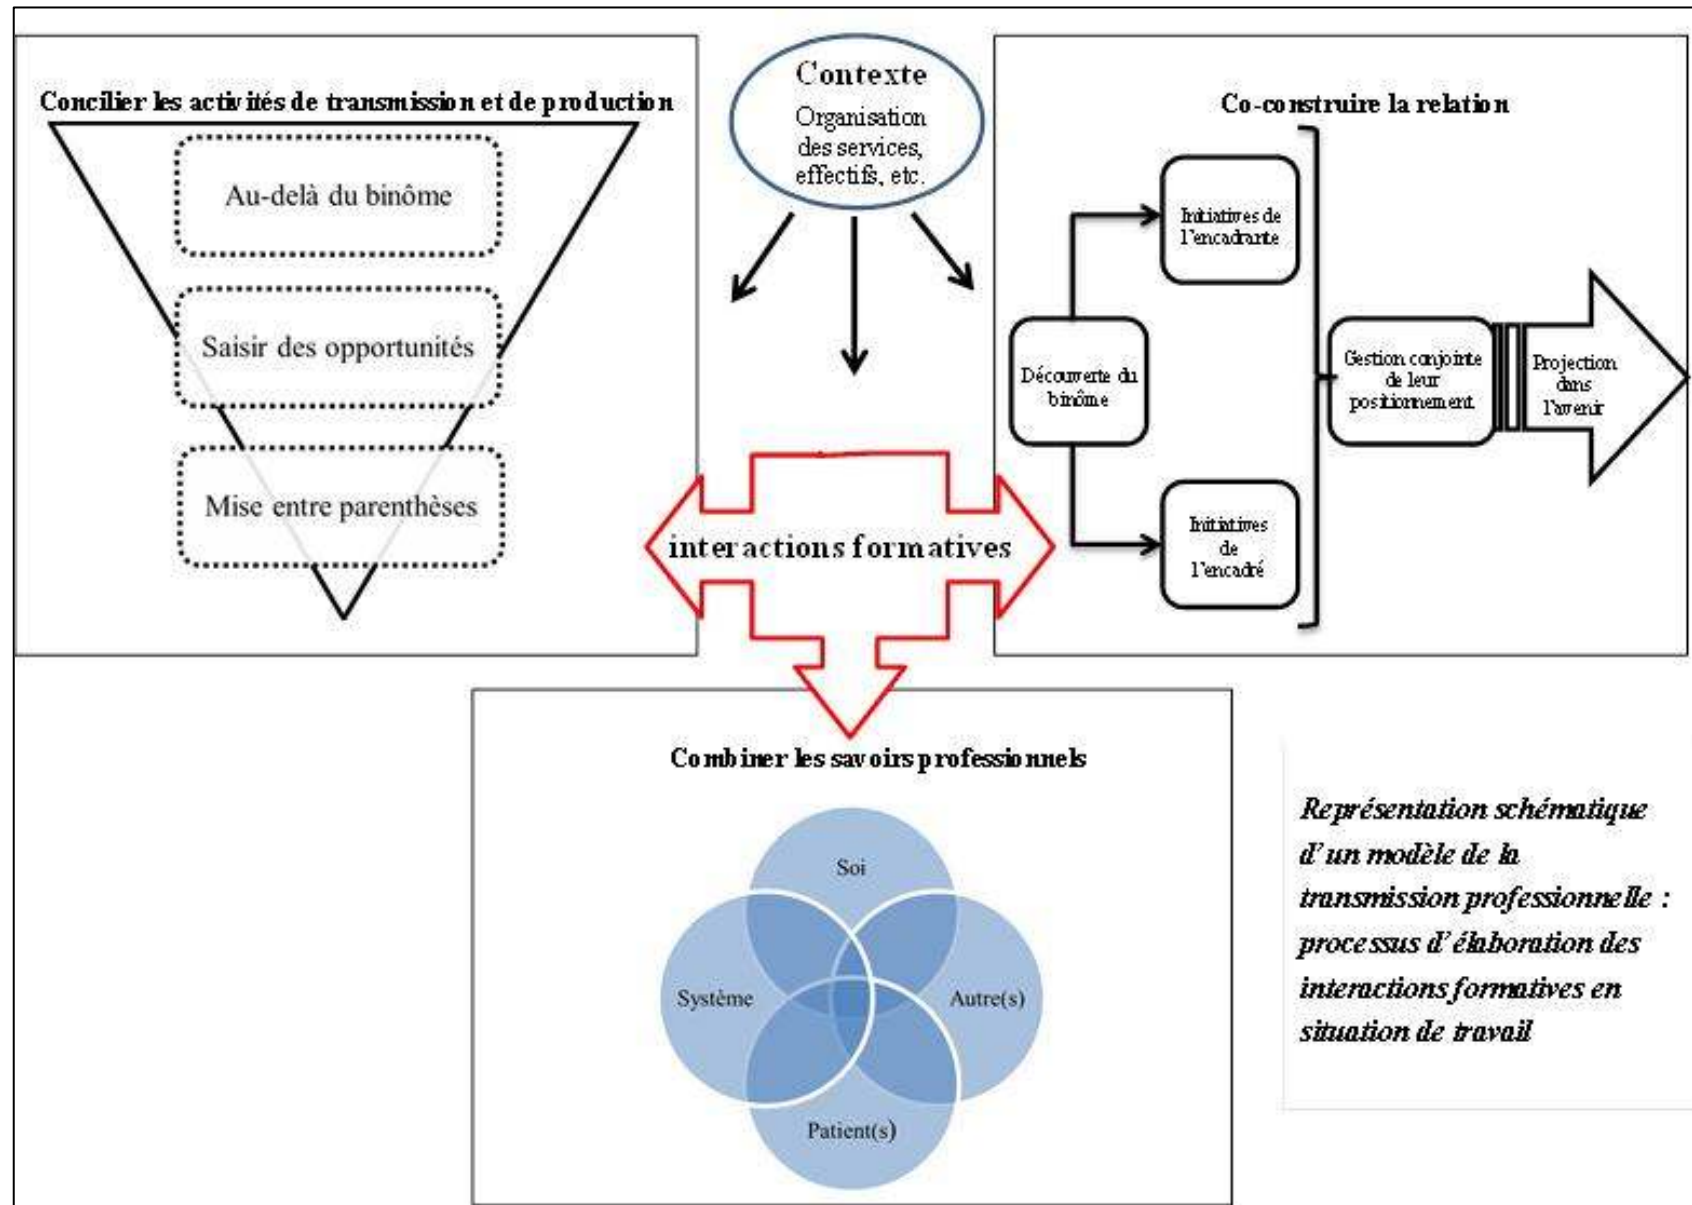 Concilier les activités de transmission et de production
Au-delà du binôme
Saisir des opportunités
Mise entre parenthèses
Contexte
Organisation
des services,
effectifs, etc.
Co-construire la relation
Découverte du
binôme
Initiatives de
l'encadrante
Initiatives
de
l'encadré
Gestion conjointe
de leur
positionnement
Projection
dans
l'avenir
interactions formatives
Combiner les savoirs professionnels
Soi
Système
Autre(s)
Patient(s)
Représentation schématique
d'un modèle de la
transmission professionnelle :
processus d'élaboration des
interactions formatives en
situation de travail